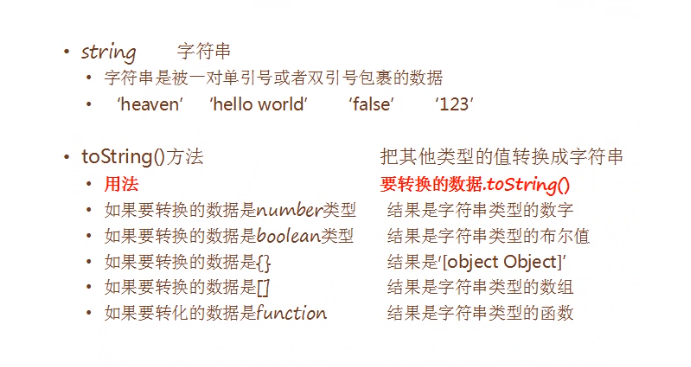 • string 字符串
• 字符串是被一对单引号或者双引号包裹的数据
• ‘heaven’ ‘hello world’ ‘false’ ‘123’
• toString()方法 把其他类型的值转换成字符串
• 用法 要转换的数据.toString()
• 如果要转换的数据是number类型 结果是字符串类型的数字
• 如果要转换的数据是boolean类型 结果是字符串类型的布尔值
• 如果要转换的数据是{} 结果是‘[object Object]’
• 如果要转换的数据是[] 结果是字符串类型的数组
• 如果要转化的数据是function 结果是字符串类型的函数